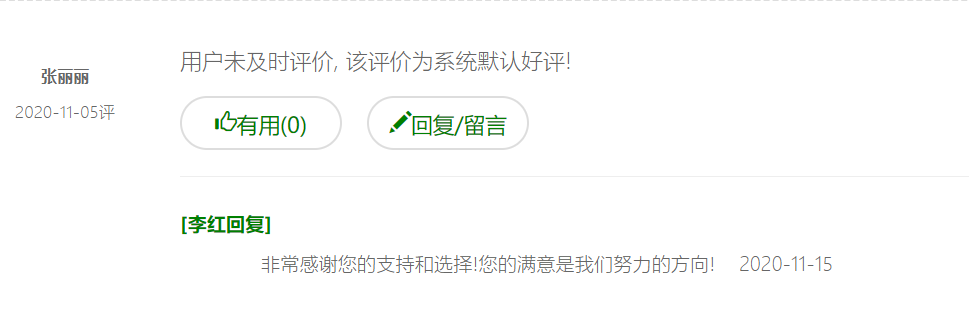 用户未及时评价, 该评价为系统默认好评!
张丽丽
2020-11-05评
有用(0) 回复/留言
[李红回复]
非常感谢您的支持和选择!您的满意是我们努力的方向! 2020-11-15